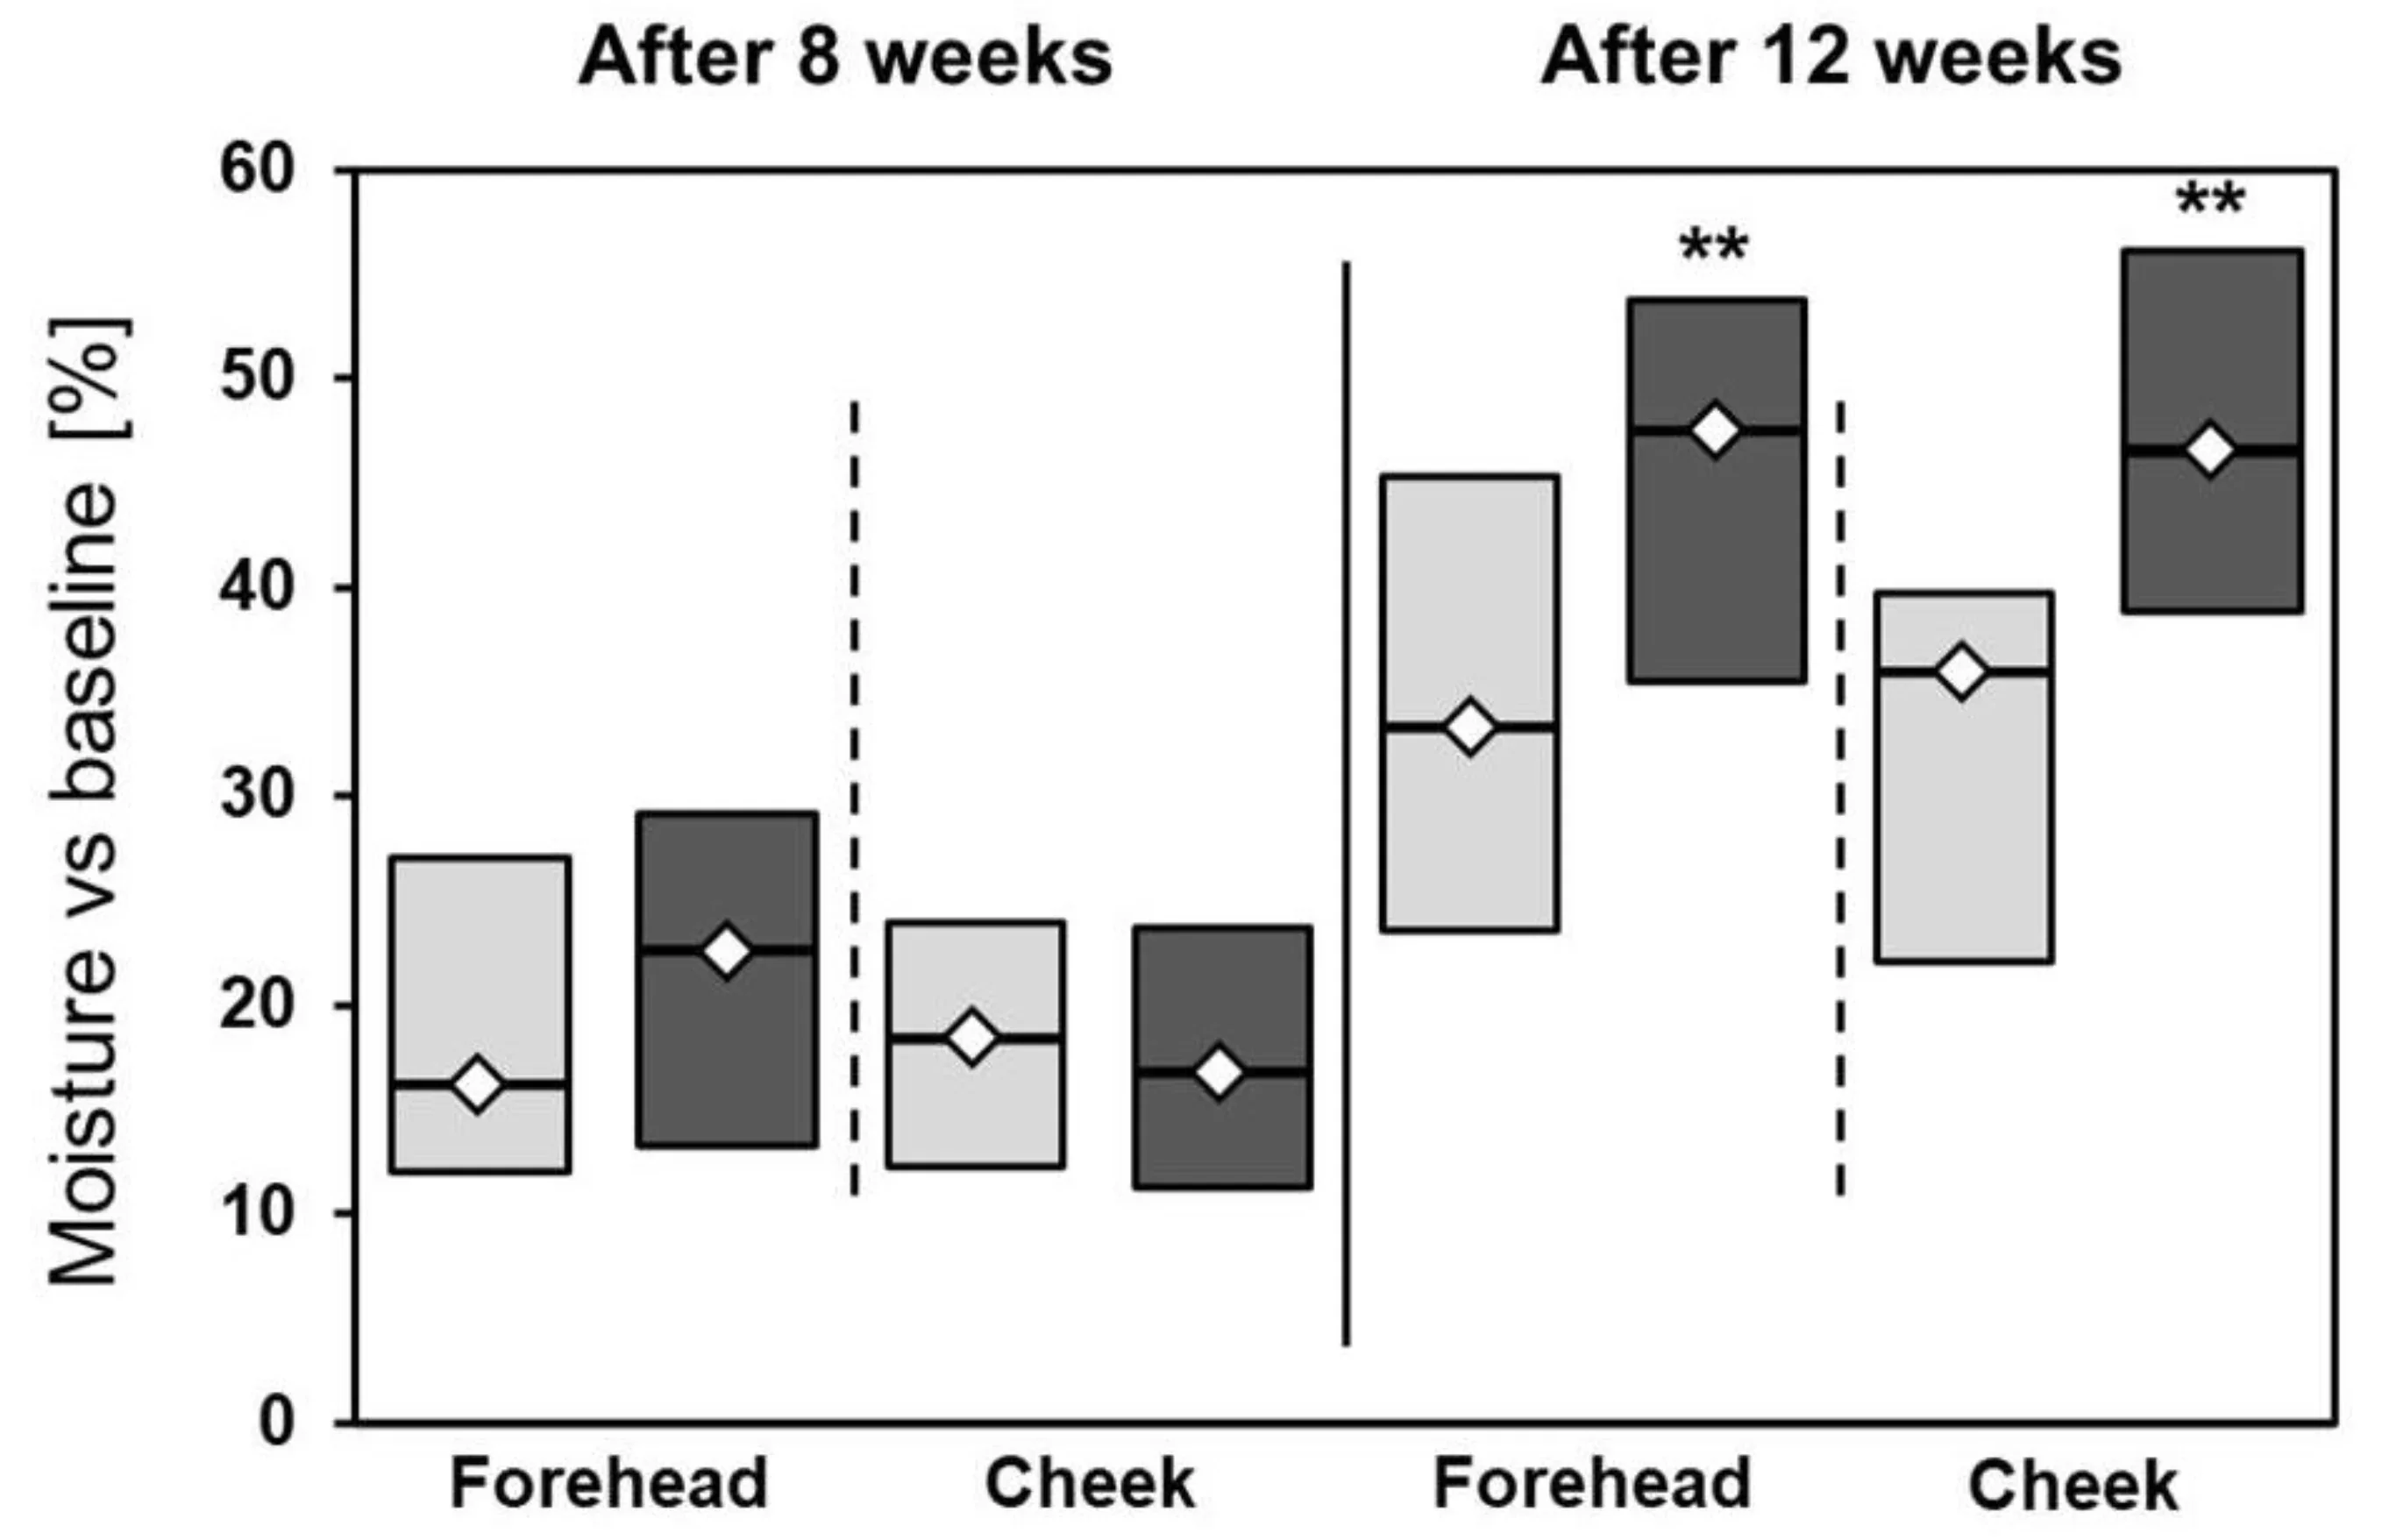 After 8 weeks
After 12 weeks
Moisture vs baseline [%]
60
50
40
30
20
10
0
**
**
Forehead
Cheek
Forehead
Cheek